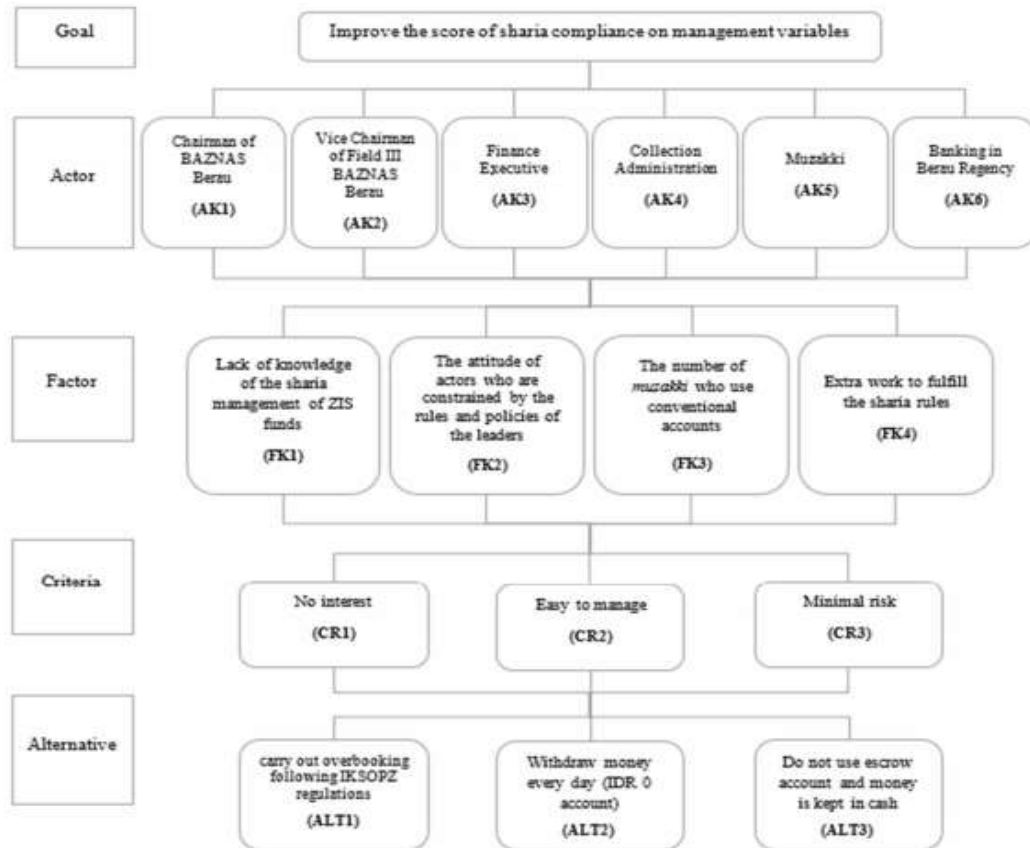 Goal
Improve the score of sharia compliance on management variables
Actor
Chairman of
BAZNAS
Berau
(AK1)
Vice Chairman
of Field III
BAZNAS
Berau
(AK2)
Finance
Executive
(AK3)
Collection
Administration
(AK4)
Muzakki
(AK5)
Banking in
Berau Regency
(AK6)
Factor
Lack of knowledge
of the sharia
management of ZIS
funds
(FK1)
The attitude of
actors who are
constrained by the
rules and policies of
the leaders
(FK2)
The number of
muzakki who use
conventional
accounts
(FK3)
Extra work to fulfill
the sharia rules
(FK4)
Criteria
No interest
(CR1)
Easy to manage
(CR2)
Minimal risk
(CR3)
Alternative
carry out overbooking
following IKSOPZ
regulations
(ALT1)
Withdraw money
every day (IDR 0
account)
(ALT2)
Do not use escrow
account and money
is kept in cash
(ALT3)